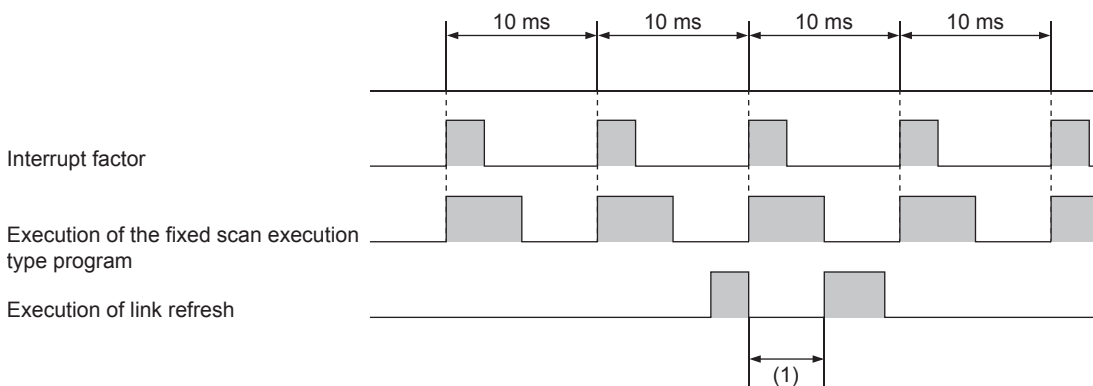 10 ms 10 ms 10 ms 10 ms
Interrupt factor
Execution of the fixed scan execution
type program
Execution of link refresh
(1)